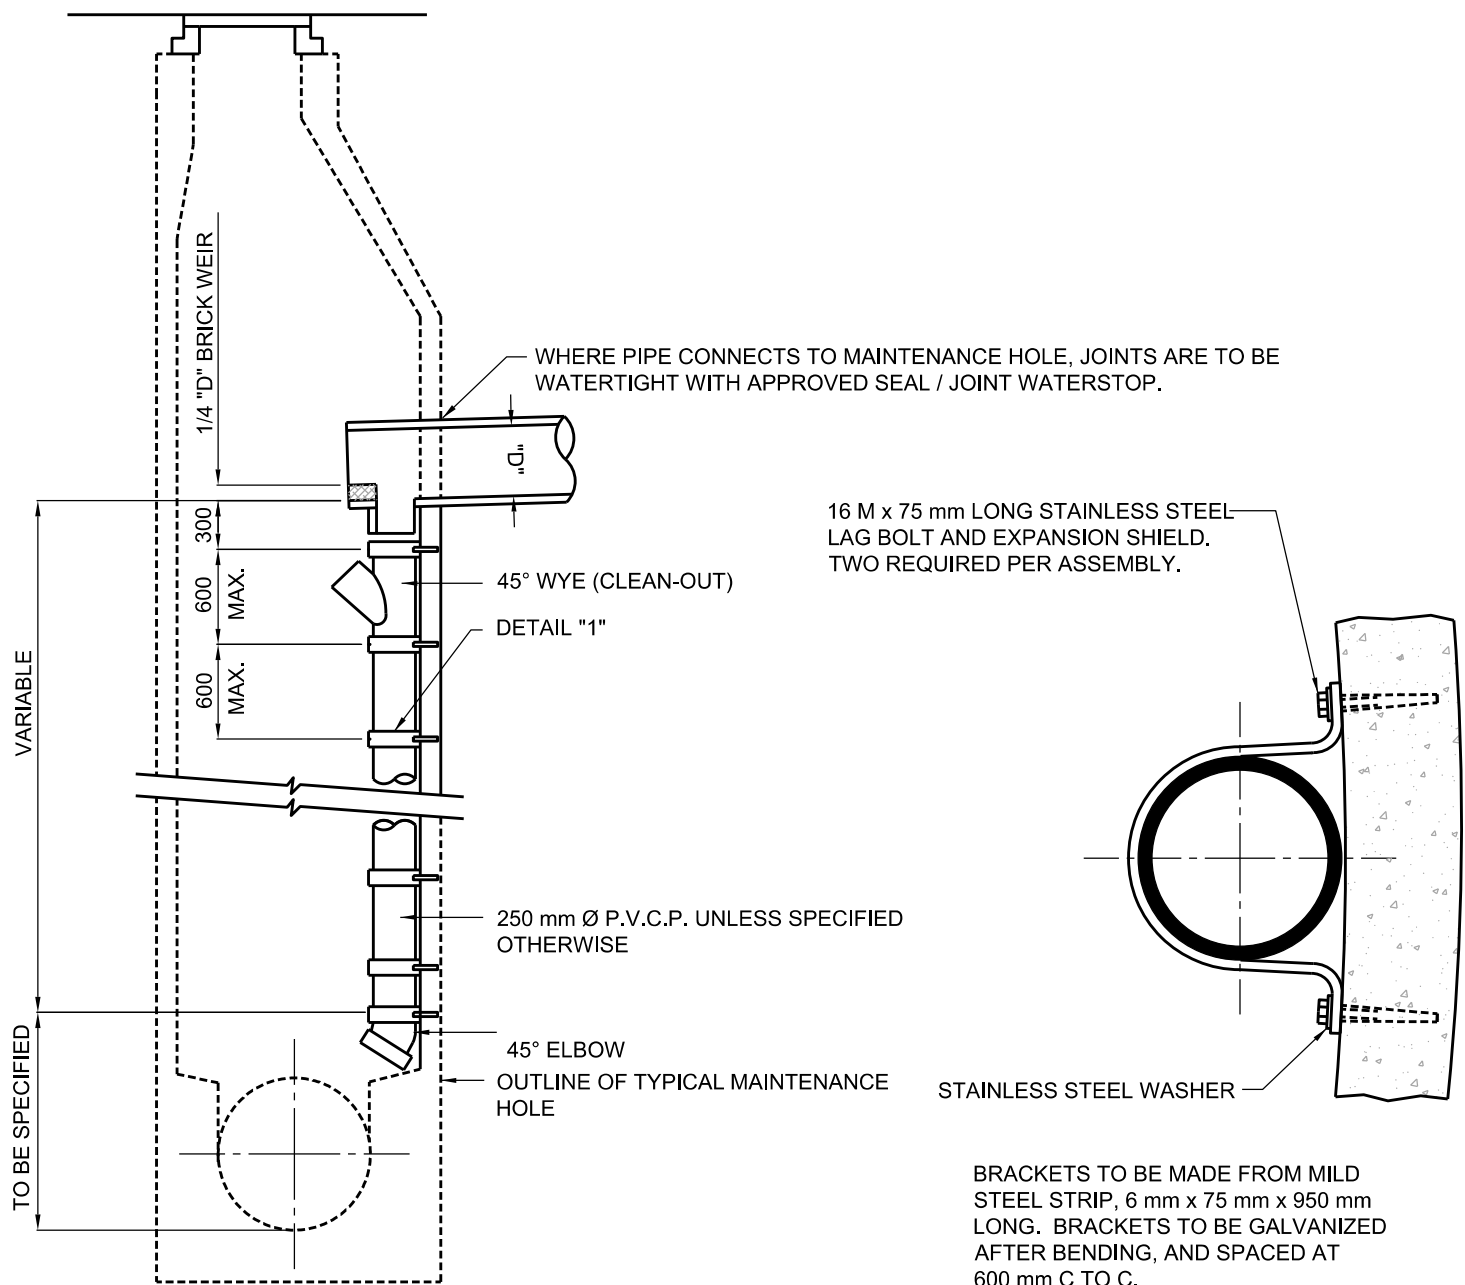 1/4 "D" BRICK WEIR
WHERE PIPE CONNECTS TO MAINTENANCE HOLE, JOINTS ARE TO BE
WATERTIGHT WITH APPROVED SEAL / JOINT WATERSTOP.
"D"
300
600
MAX.
600
MAX.
VARIABLE
TO BE SPECIFIED
45° WYE (CLEAN-OUT)
DETAIL "1"
250 mm Ø P.V.C.P. UNLESS SPECIFIED
OTHERWISE
45° ELBOW
OUTLINE OF TYPICAL MAINTENANCE
HOLE
16 M x 75 mm LONG STAINLESS STEEL
LAG BOLT AND EXPANSION SHIELD.
TWO REQUIRED PER ASSEMBLY.
STAINLESS STEEL WASHER
BRACKETS TO BE MADE FROM MILD
STEEL STRIP, 6 mm x 75 mm x 950 mm
LONG. BRACKETS TO BE GALVANIZED
AFTER BENDING, AND SPACED AT
600 mm C TO C.